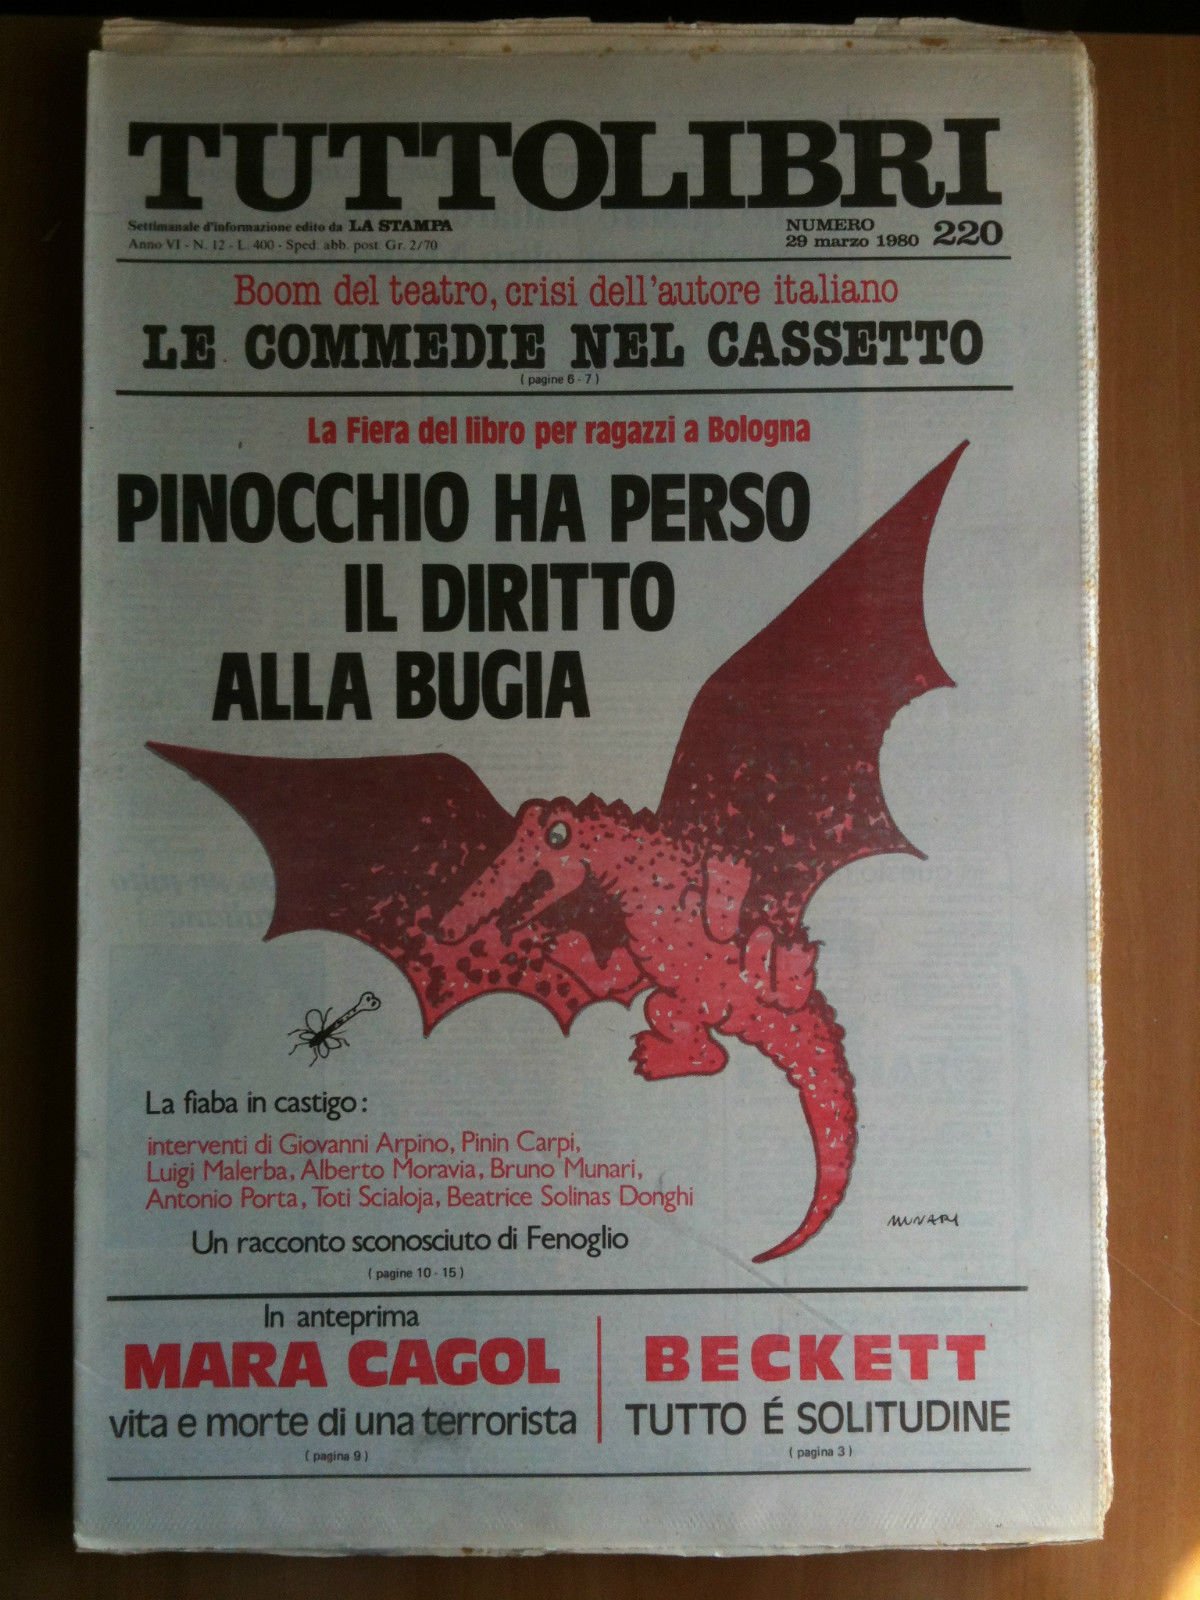 TUTTOLIBRI
Settimanale d'informazione edito da LA STAMPA
Anno VI - N. 12 - L. 400 - Sped. abb. post. Gr. 2/70
NUMERO
29 marzo 1980 220
Boom del teatro, crisi dell'autore italiano
LE COMMEDIE NEL CASSETTO
( pagine 6 - 7 )
La Fiera del libro per ragazzi a Bologna
PINOCCHIO HA PERSO
IL DIRITTO
ALLA BUGIA
La fiaba in castigo:
interventi di Giovanni Arpino, Pinin Carpi,
Luigi Malerba, Alberto Moravia, Bruno Munari,
Antonio Porta, Toti Scialoja, Beatrice Solinas Donghi
MUNARI
Un racconto sconosciuto di Fenoglio
( pagine 10 - 15 )
In anteprima
MARA CAGOL
vita e morte di una terrorista
( pagina 9 )
BECKETT
TUTTO É SOLITUDINE
( pagina 3 )